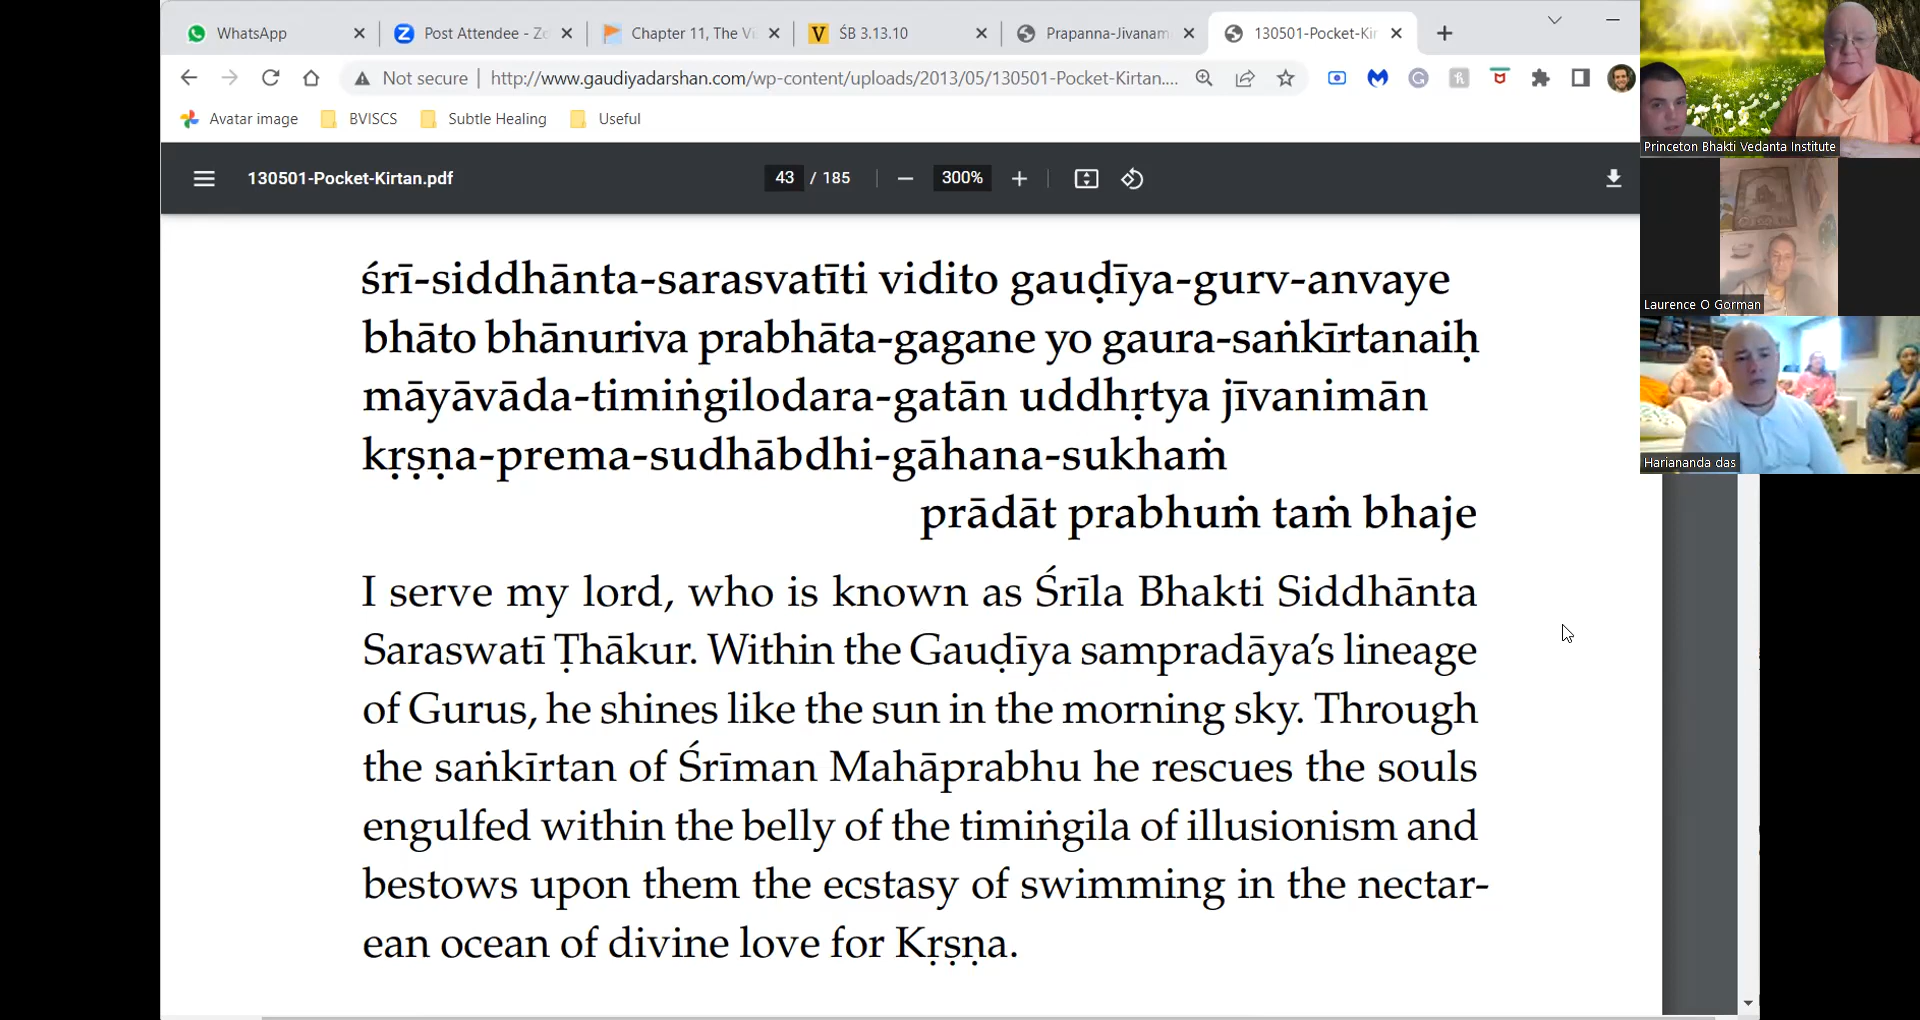 WhatsApp
Post Attendee - Zo
Chapter 11, The Vi
V
ŚB 3.13.10
Prapanna-Jivanam
130501-Pocket-Kir
Not secure | http://www.gaudiyadarshan.com/wp-content/uploads/2013/05/130501-Pocket-Kirtan....
Avatar image
BVISCS
Subtle Healing
Useful
130501-Pocket-Kirtan.pdf
43 / 185
300%
śrī-siddhānta-sarasvatīti vidito gauḍīya-gurv-anvaye
bhāto bhānuriva prabhāta-gagane yo gaura-saṅkīrtanaiḥ
māyāvāda-timiṅgilodara-gatān uddhṛtya jīvanimān
kṛṣṇa-prema-sudhābdhi-gāhana-sukhaṁ
prādāt prabhuṁ taṁ bhaje
I serve my lord, who is known as Śrīla Bhakti Siddhānta
Saraswatī Ṭhākur. Within the Gauḍīya sampradāya's lineage
of Gurus, he shines like the sun in the morning sky. Through
the saṅkīrtan of Śrīman Mahāprabhu he rescues the souls
engulfed within the belly of the timiṅgila of illusionism and
bestows upon them the ecstasy of swimming in the nectar-
ean ocean of divine love for Kṛṣṇa.
Princeton Bhakti Vedanta Institute
Laurence O Gorman
Hariananda das